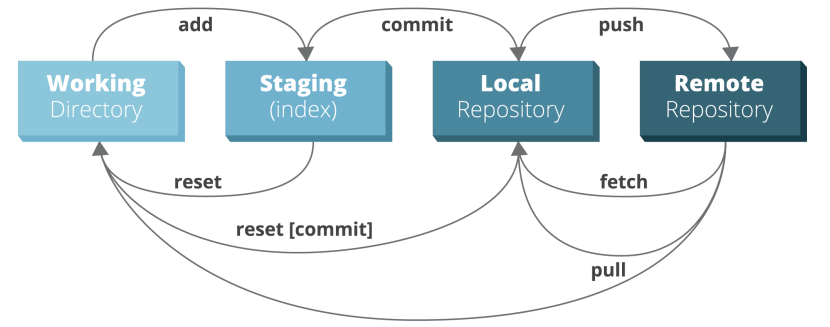 add
commit
push
Working
Directory
Staging
(index)
Local
Repository
Remote
Repository
reset
fetch
reset [commit]
pull